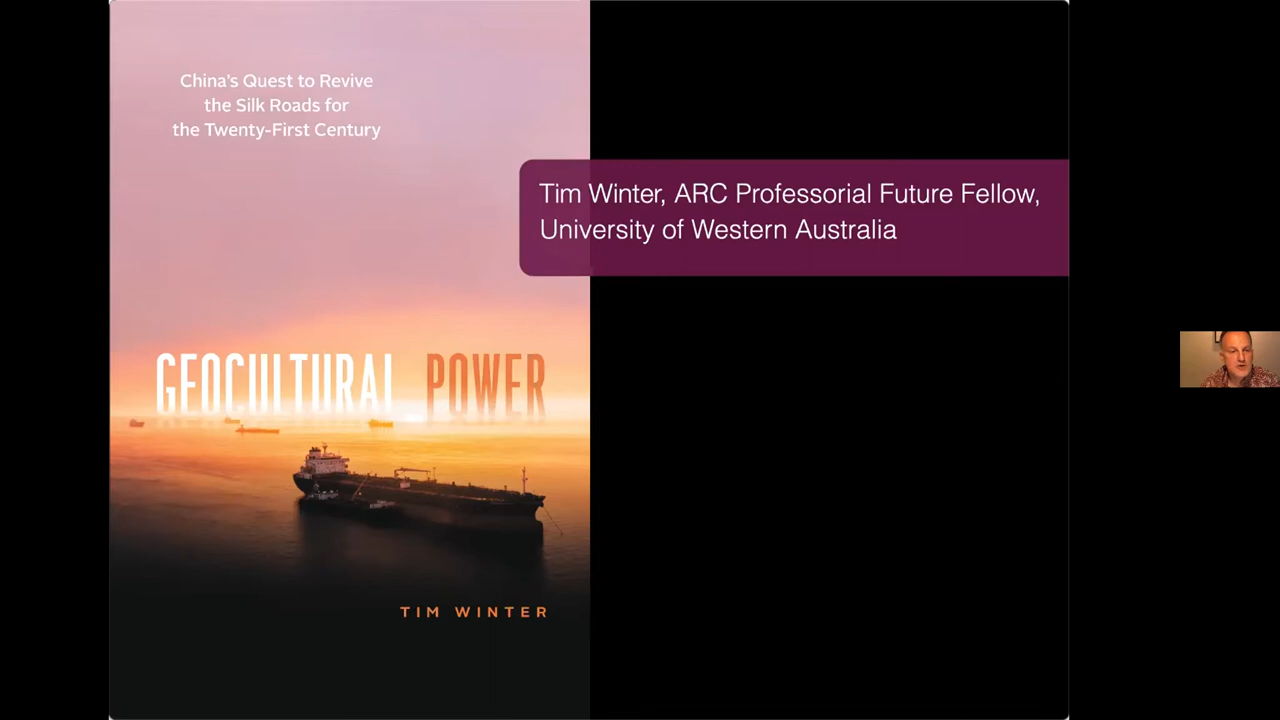 China's Quest to Revive
the Silk Roads for
the Twenty-First Century
Tim Winter, ARC Professorial Future Fellow,
University of Western Australia
GEOCULTURAL POWER
TIM WINTER